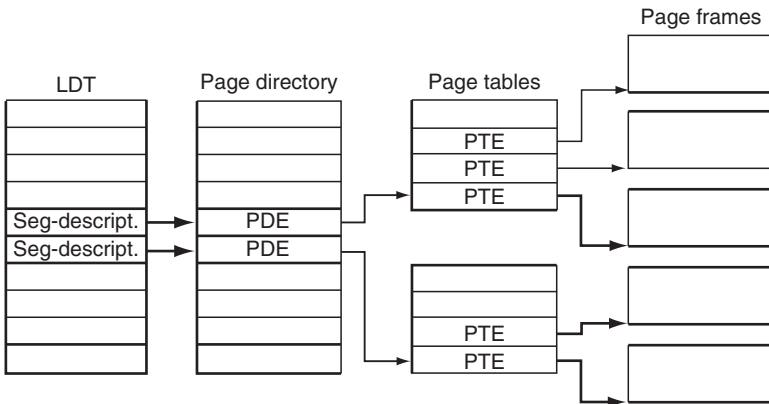 Page frames
LDT
Page directory
Page tables
PTE
PTE
PTE
Seg-descript.
PDE
Seg-descript.
PDE
PTE
PTE